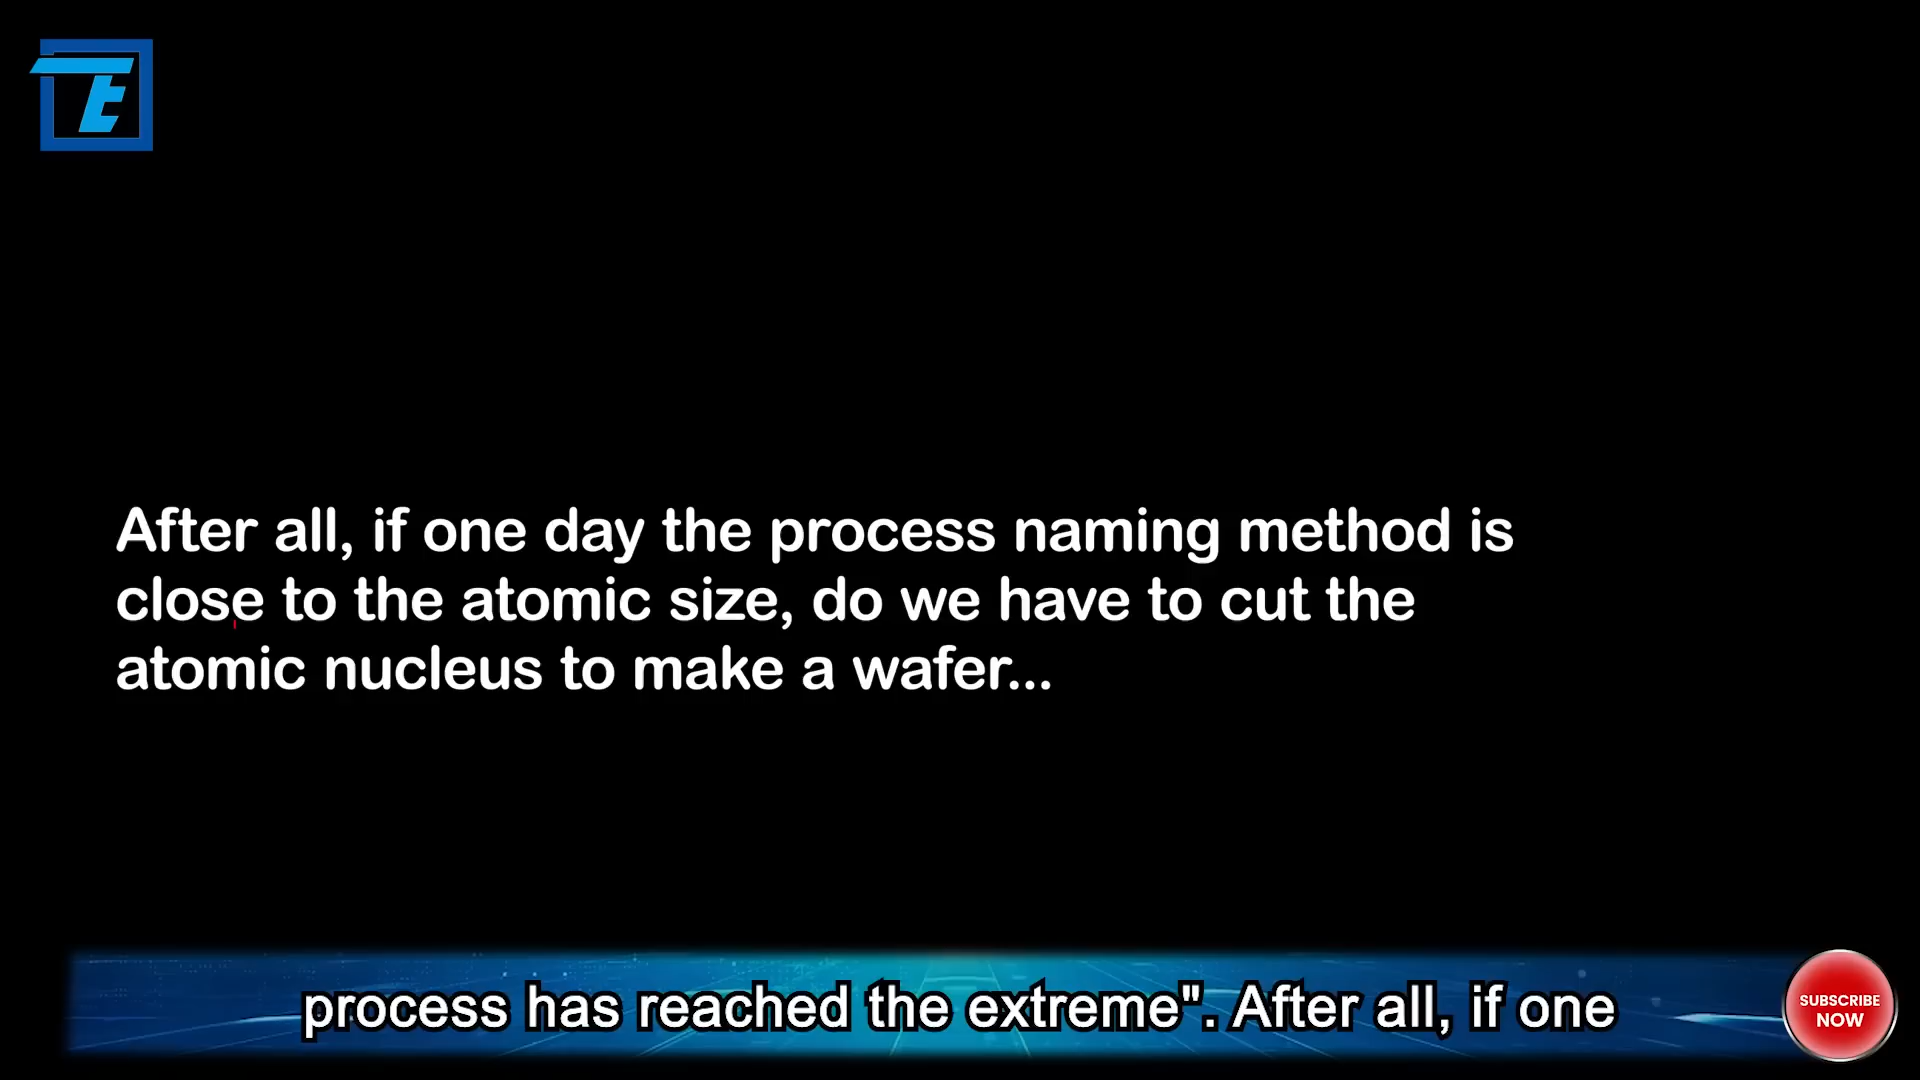 TE
After all, if one day the process naming method is
close to the atomic size, do we have to cut the
atomic nucleus to make a wafer...
process has reached the extreme". After all, if one
SUBSCRIBE
NOW